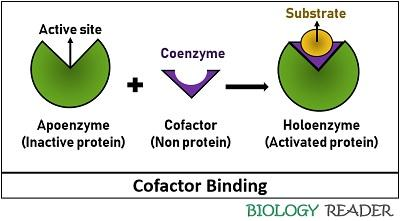 Substrate
Active site
Coenzyme
Apoenzyme
(Inactive protein)
Cofactor
(Non protein)
Holoenzyme
(Activated protein)
Cofactor Binding
BIOLOGY READER